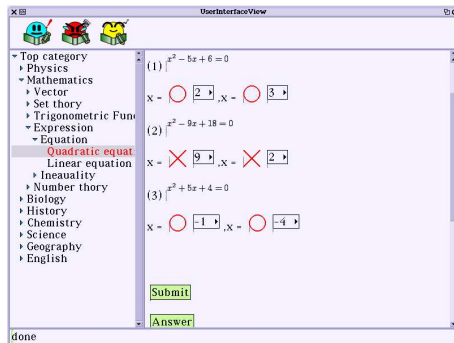 UserInterfaceView
Top category
Physics
Mathematics
Vector
Set thory
Trigonometric Func
Expression
Equation
Quadratic equat
Linear equation
Ineauality
Number thory
Biology
History
Chemistry
Science
Geography
English
(1) x² − 5x + 6 = 0
x = 2 ,x = 3
(2) x² − 9x + 18 = 0
x = 9 ,x = 2
(3) x² + 5x + 4 = 0
x = -1 ,x = -4
Submit
Answer
done